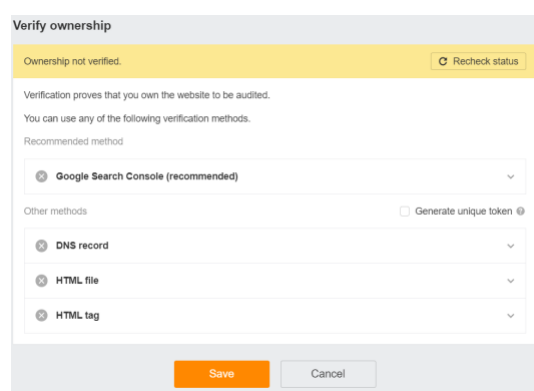 Verify ownership
Ownership not verified.
Recheck status
Verification proves that you own the website to be audited.
You can use any of the following verification methods.
Recommended method
Google Search Console (recommended)
Other methods
Generate unique token
DNS record
HTML file
HTML tag
Save
Cancel